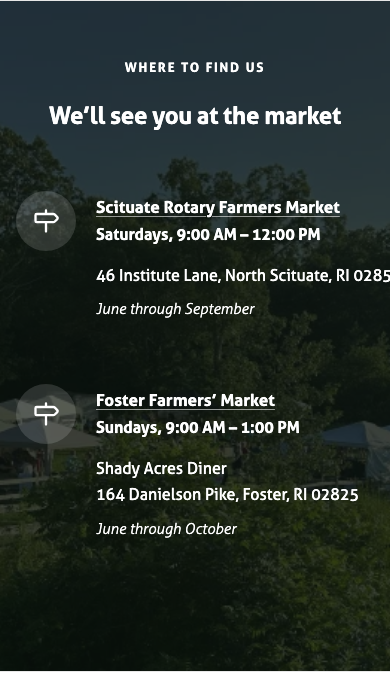 WHERE TO FIND US
We’ll see you at the market
Scituate Rotary Farmers Market
Saturdays, 9:00 AM – 12:00 PM
46 Institute Lane, North Scituate, RI 0285
June through September
Foster Farmers’ Market
Sundays, 9:00 AM – 1:00 PM
Shady Acres Diner
164 Danielson Pike, Foster, RI 02825
June through October